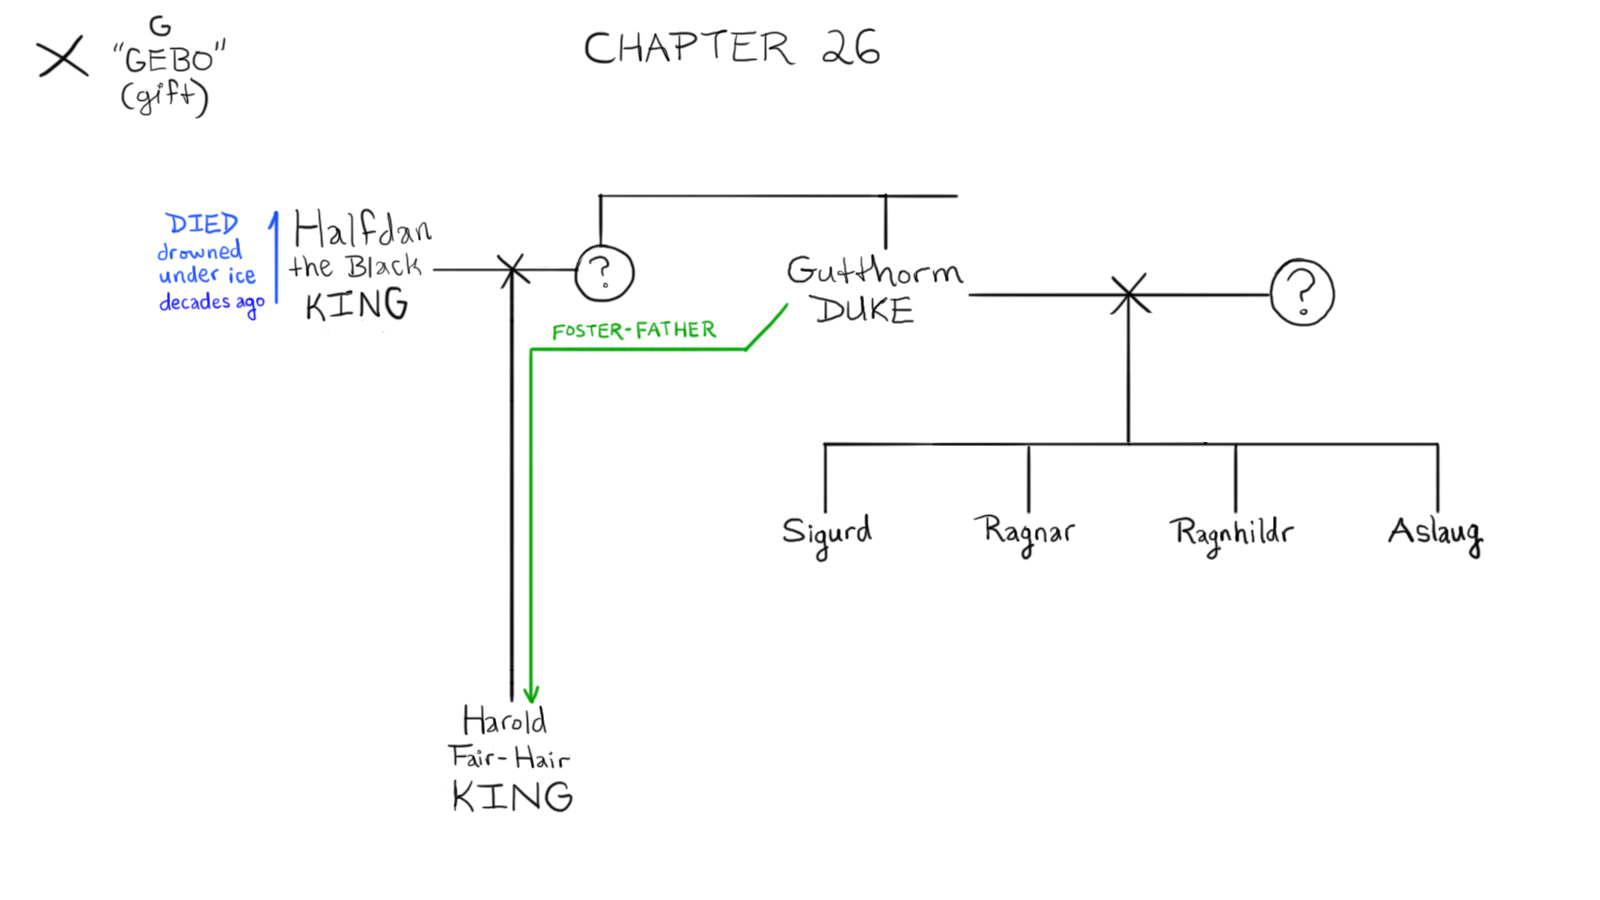 G
"GEBO"
(gift)
CHAPTER 26
DIED
drowned
under ice
decades ago
Halfdan
the Black
KING
?
Gutthorm
DUKE
?
FOSTER-FATHER
Sigurd
Ragnar
Ragnhildr
Aslaug
Harold
Fair-Hair
KING